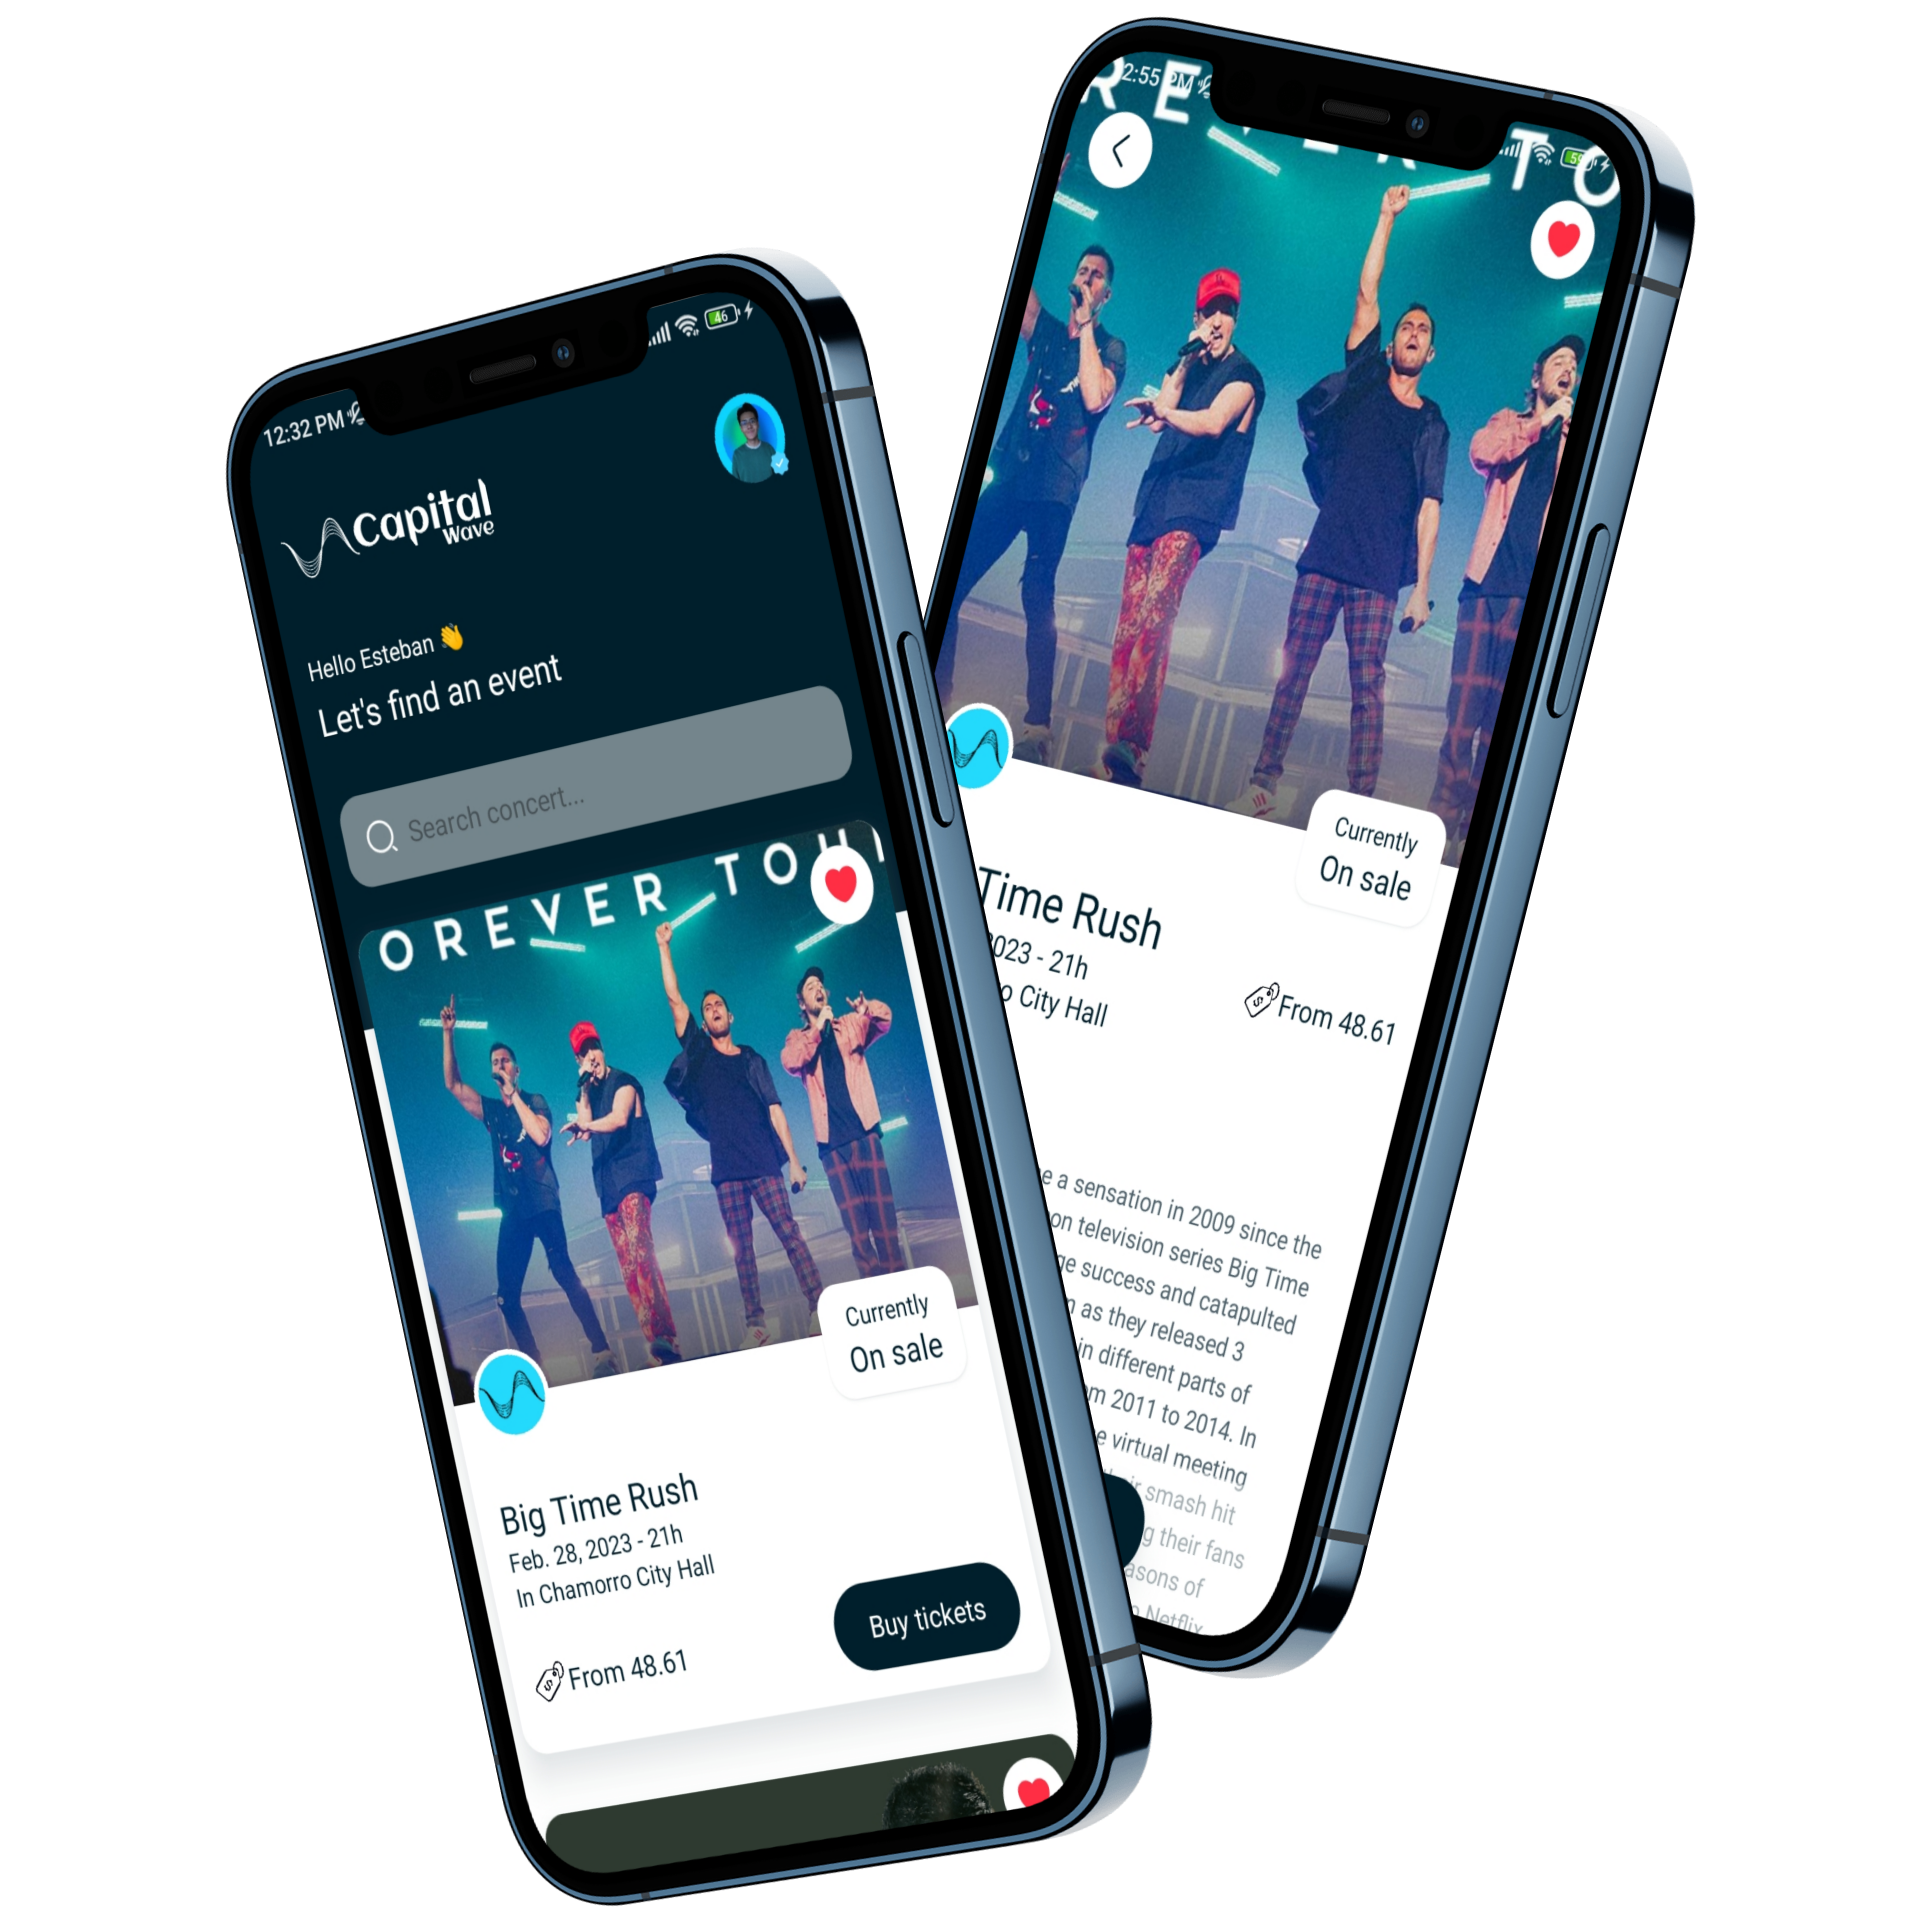 12:32 PM
46
Capital
Wave
Hello Esteban 👋
Let's find an event
Search concert...
OREVER TOU
Currently
On sale
Big Time Rush
Feb. 28, 2023 - 21h
In Chamorro City Hall
From 48.61
Buy tickets
2:55 PM
REVER TO
Currently
On sale
Time Rush
2023 - 21h
o City Hall
From 48.61
e a sensation in 2009 since the
on television series Big Time
ge success and catapulted
as they released 3
in different parts of
om 2011 to 2014. In
e virtual meeting
their smash hit
g their fans
asons of
Netflix